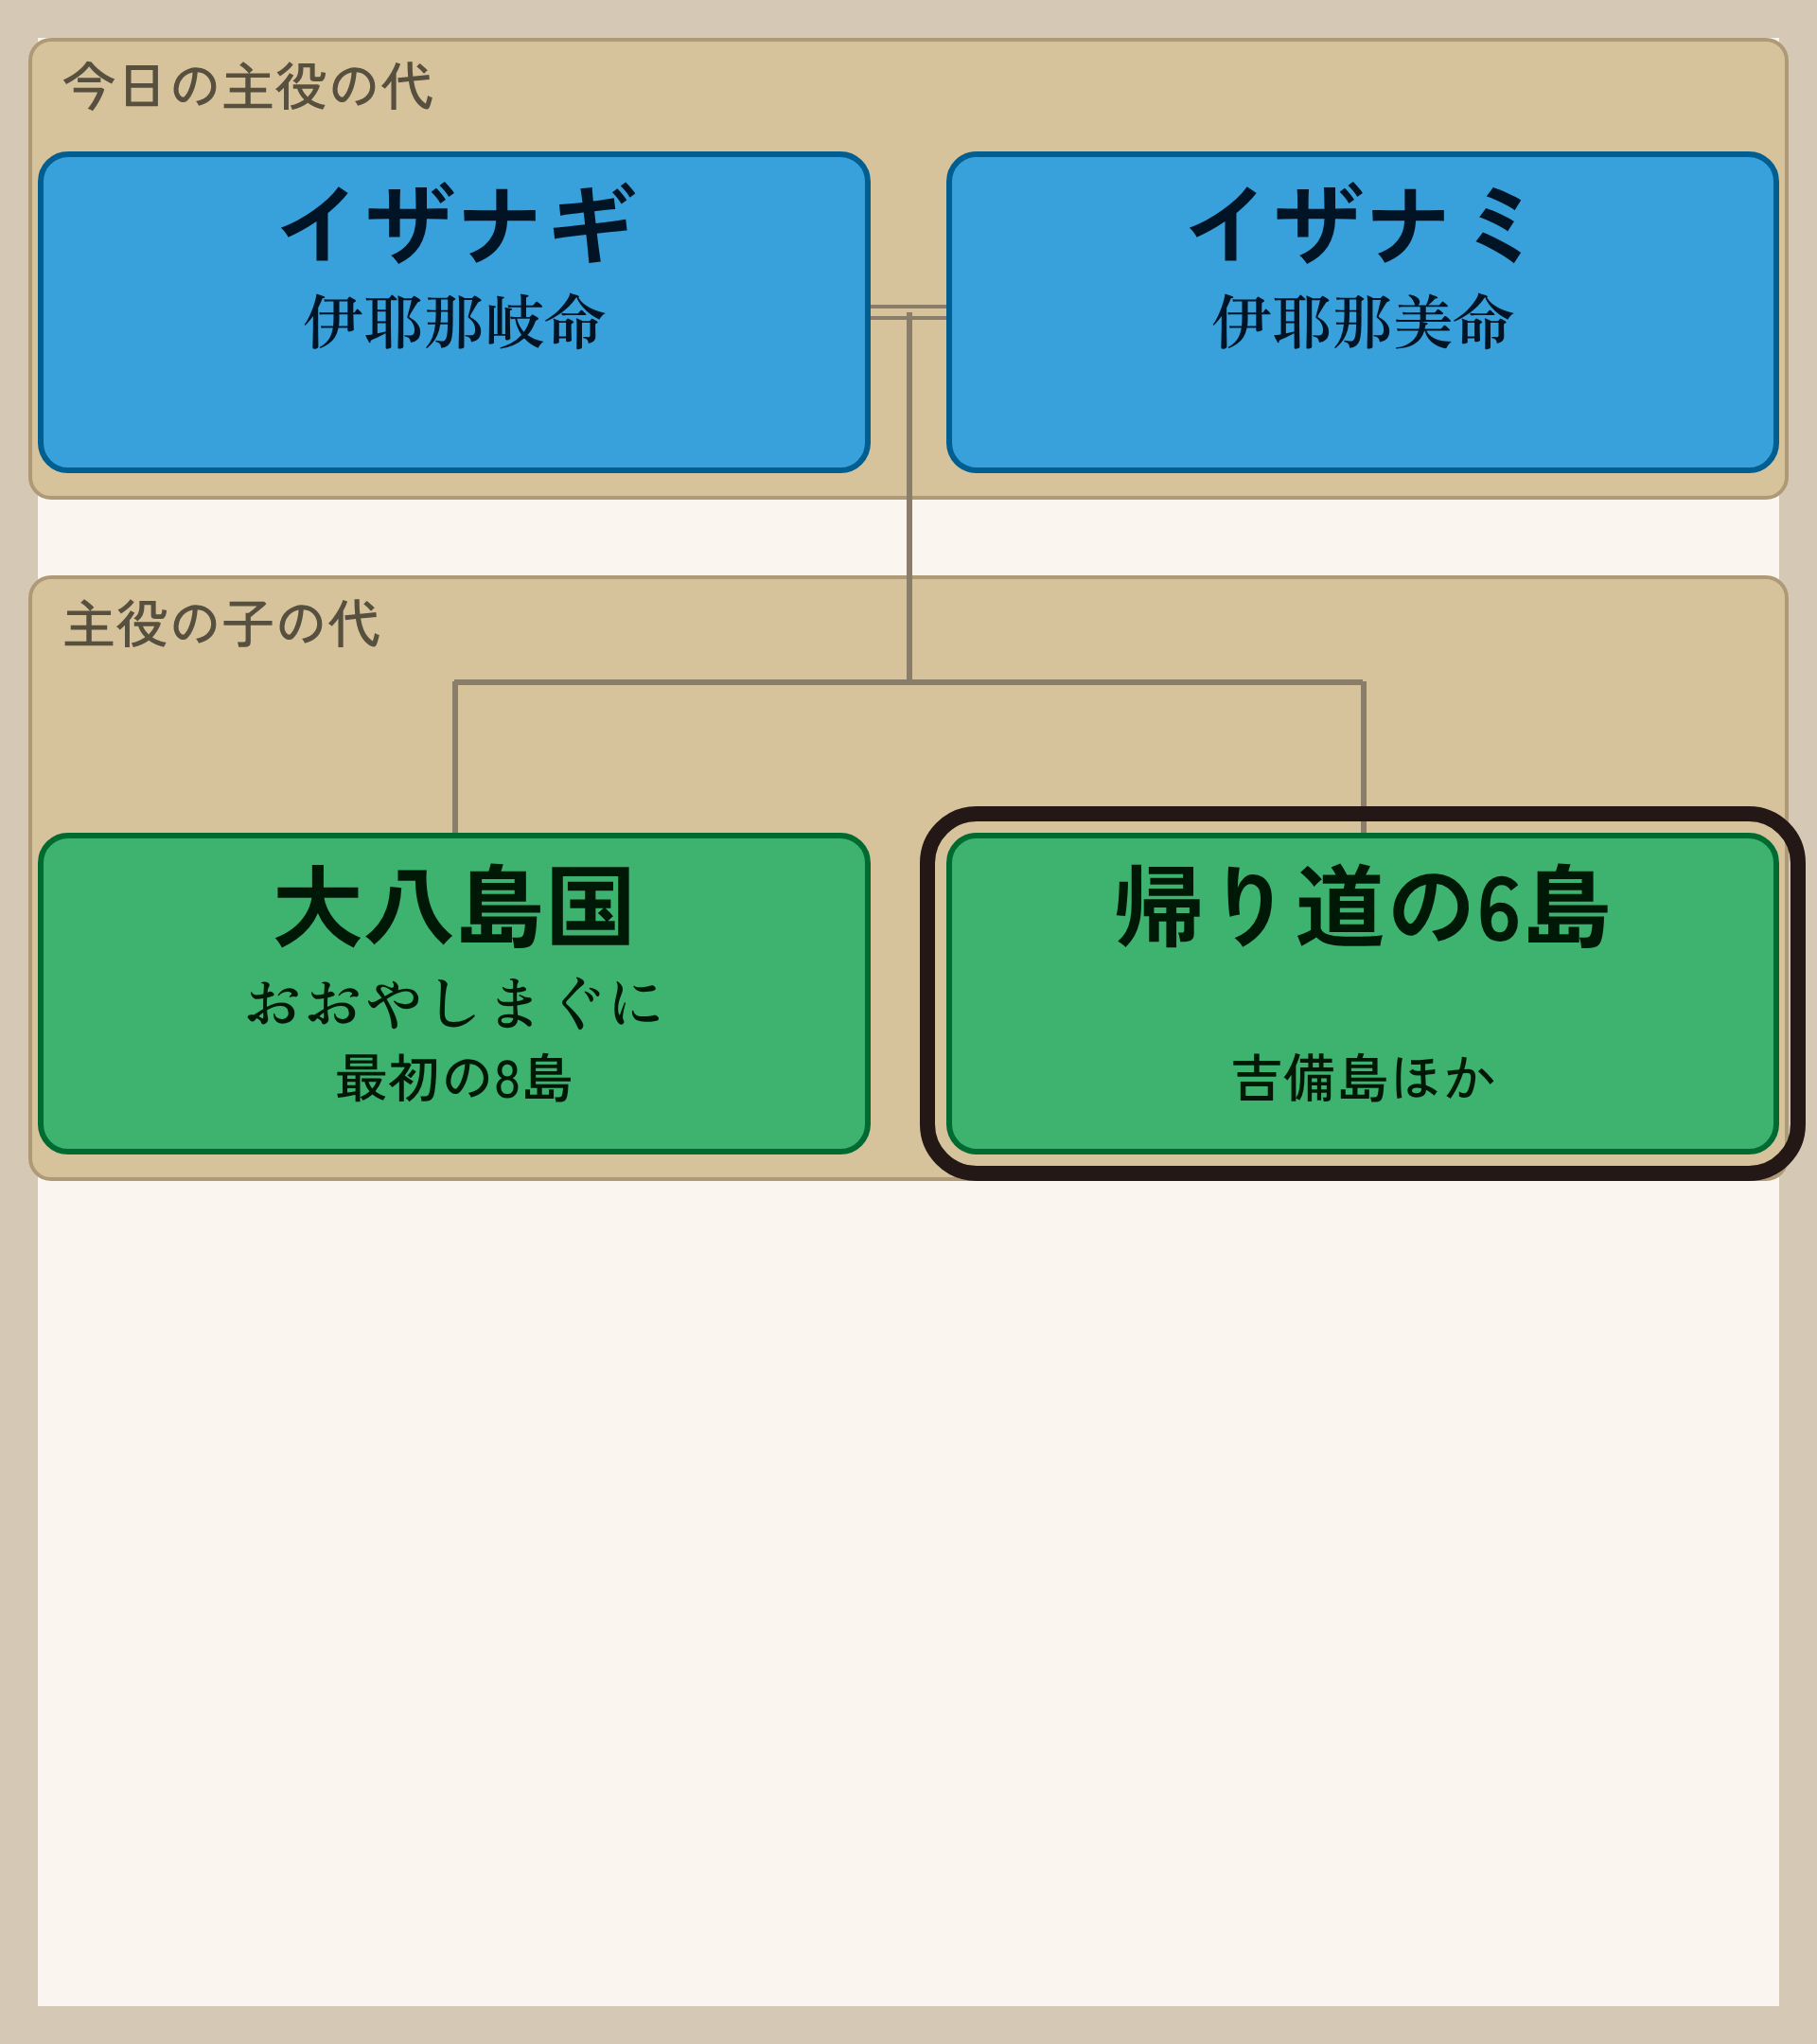 今日の主役の代
イザナギ
伊耶那岐命
イザナミ
伊耶那美命
主役の子の代
大八島国
おおやしまぐに
最初の8島
帰り道の6島
吉備島ほか